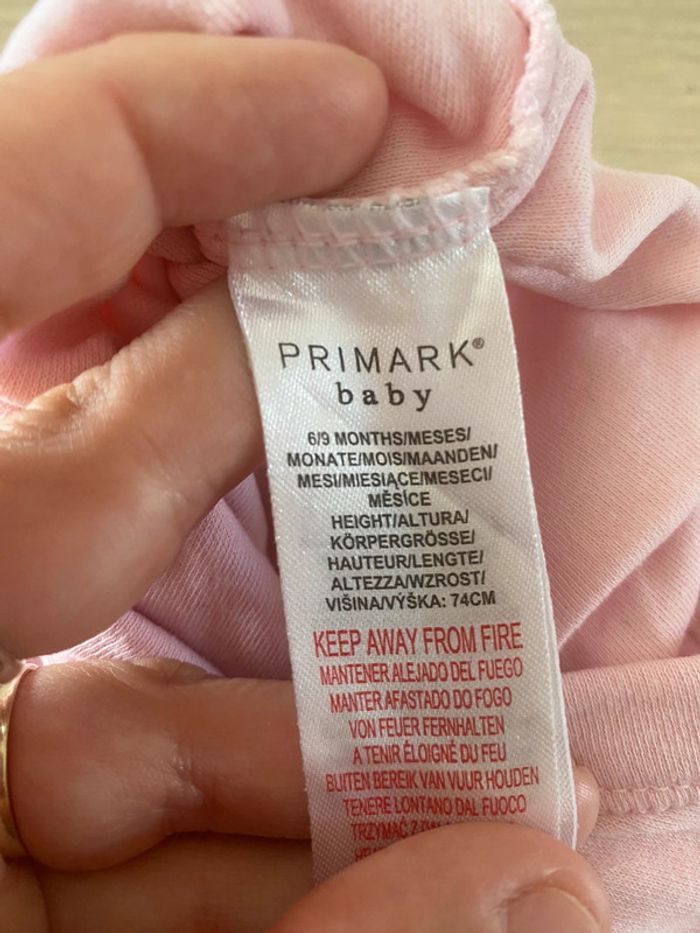 PRIMARK®
baby
6/9 MONTHS/MESES/
MONATE/MOIS/MAANDEN/
MESI/MIESIĄCE/MESECI/
MĚSÍCE
HEIGHT/ALTURA/
KÖRPERGRÖSSE/
HAUTEUR/LENGTE/
ALTEZZA/WZROST/
VIŠINA/VÝŠKA: 74CM
KEEP AWAY FROM FIRE
MANTENER ALEJADO DEL FUEGO
MANTER AFASTADO DO FOGO
VON FEUER FERNHALTEN
A TENIR ÉLOIGNÉ DU FEU
BUITEN BEREIK VAN VUUR HOUDEN
TENERE LONTANO DAL FUOCO
TRZYMAĆ Z